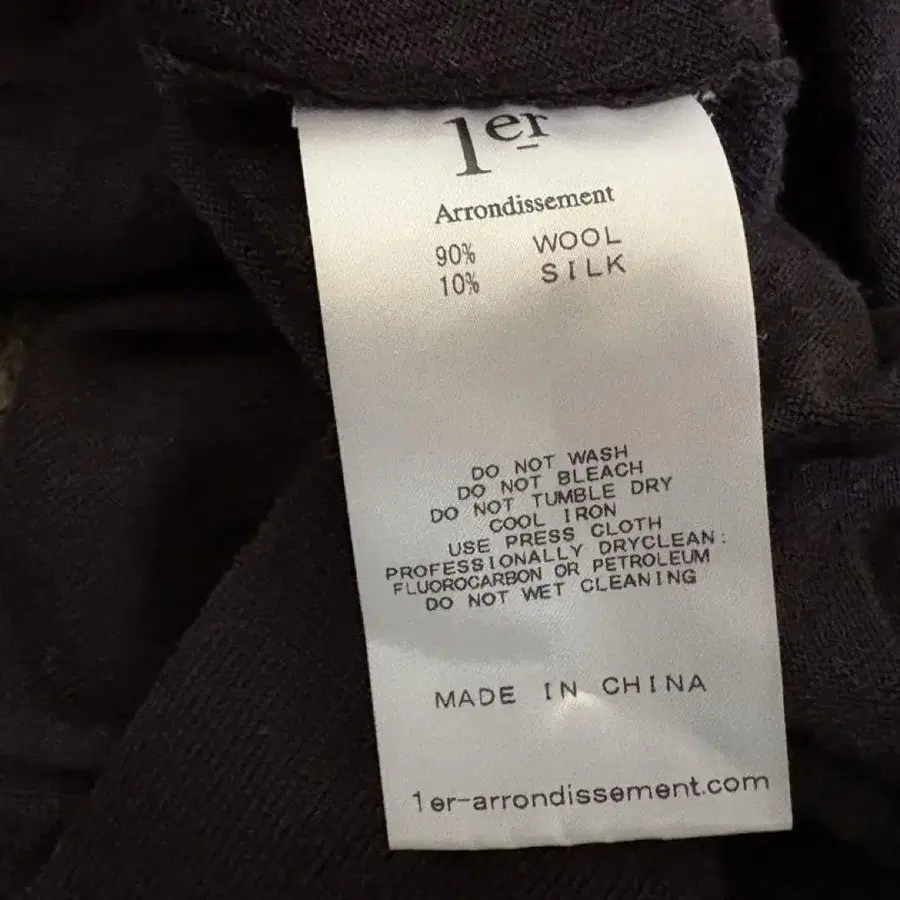 1er
Arrondissement
90% WOOL
10% SILK
DO NOT WASH
DO NOT BLEACH
DO NOT TUMBLE DRY
COOL IRON
USE PRESS CLOTH
PROFESSIONALLY DRYCLEAN:
FLUOROCARBON OR PETROLEUM
DO NOT WET CLEANING
MADE IN CHINA
1er-arrondissement.com